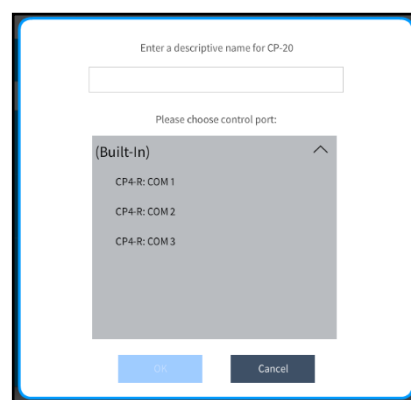 Enter a descriptive name for CP-20
Please choose control port:
(Built-In)
CP4-R: COM 1
CP4-R: COM 2
CP4-R: COM 3
OK
Cancel